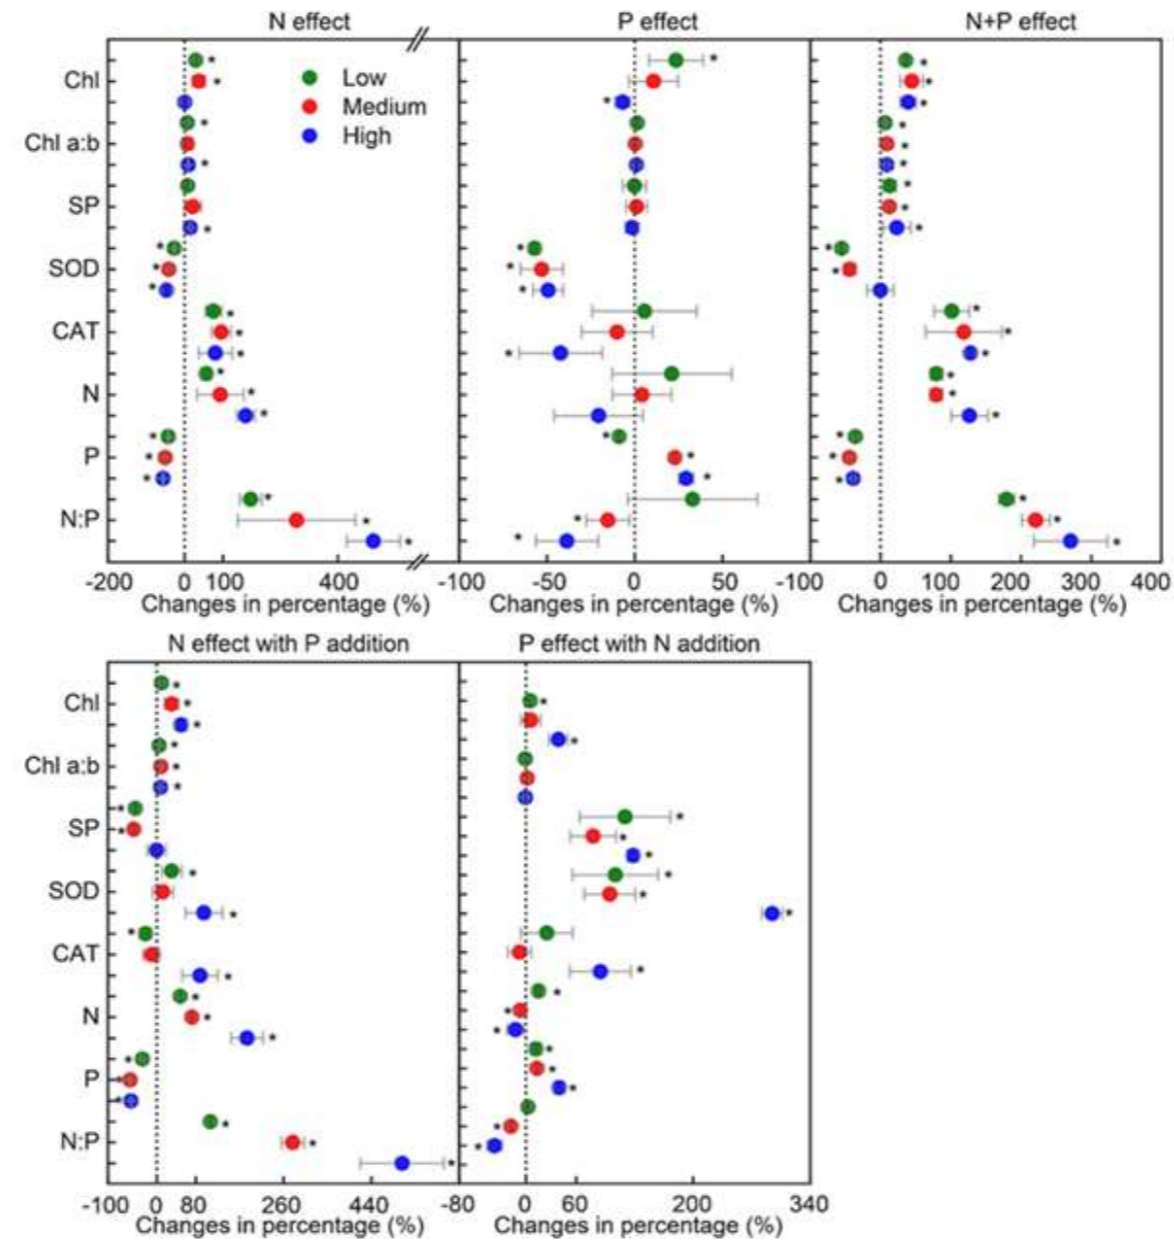 N effect P effect N+P effect
Chl
Low
Medium
High
Chl a:b
SP
SOD
CAT
N
P
N:P
-200 0 100 400 -100 -50 0 50 -100 0 100 200 300 400
Changes in percentage (%) Changes in percentage (%) Changes in percentage (%)
N effect with P addition P effect with N addition
Chl
Chl a:b
SP
SOD
CAT
N
P
N:P
-100 0 80 260 440 -80 0 60 200 340
Changes in percentage (%) Changes in percentage (%)